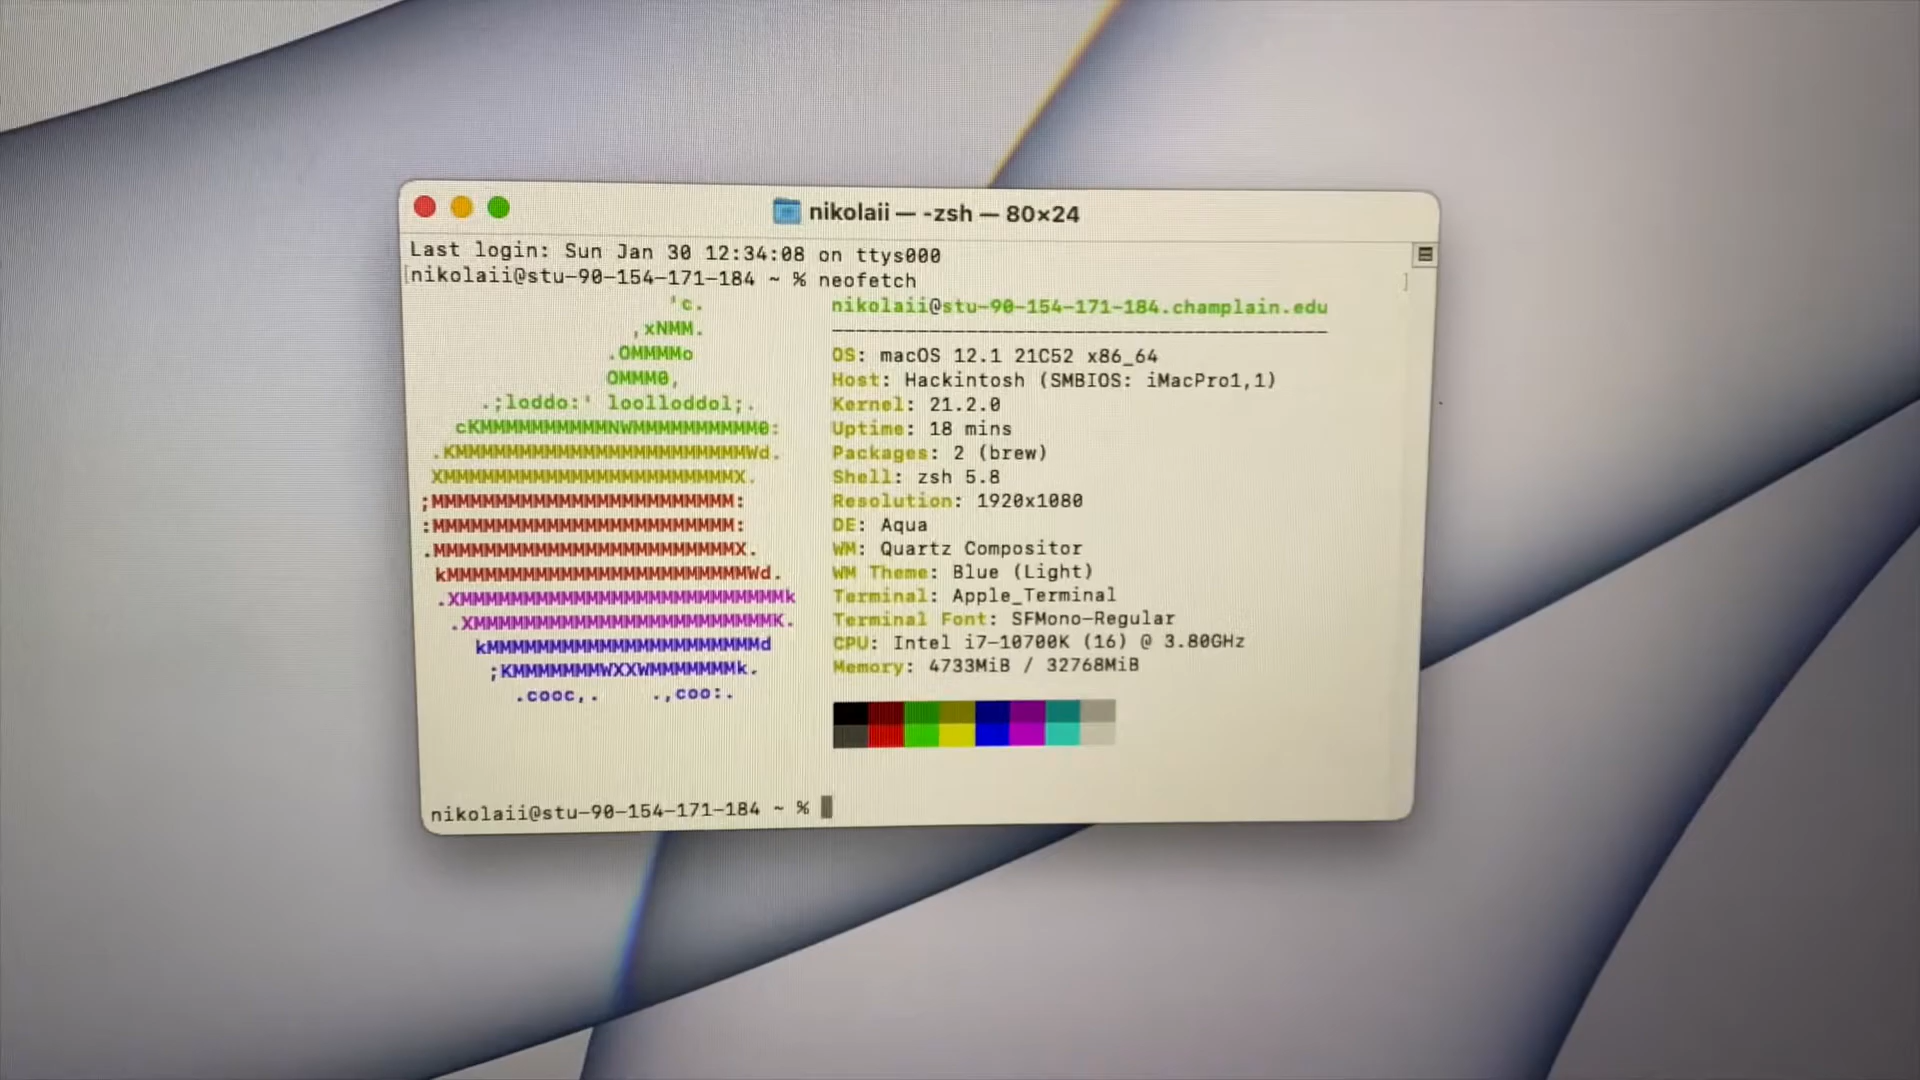 nikolaii — -zsh — 80×24
Last login: Sun Jan 30 12:34:08 on ttys000
[nikolaii@stu-90-154-171-184 ~ % neofetch ]
'c.
,xNMM.
.OMMMMo
OMMM0,
.;loddo:' loolloddol;.
cKMMMMMMMMMMNWMMMMMMMMMM0:
.KMMMMMMMMMMMMMMMMMMMMMMMWd.
XMMMMMMMMMMMMMMMMMMMMMMMX.
;MMMMMMMMMMMMMMMMMMMMMMMM:
:MMMMMMMMMMMMMMMMMMMMMMMM:
.MMMMMMMMMMMMMMMMMMMMMMMMX.
kMMMMMMMMMMMMMMMMMMMMMMMMWd.
.XMMMMMMMMMMMMMMMMMMMMMMMMMMk
.XMMMMMMMMMMMMMMMMMMMMMMMMK.
kMMMMMMMMMMMMMMMMMMMMMMd
;KMMMMMMMWXXWMMMMMMMk.
.cooc,. .,coo:.
nikolaii@stu-90-154-171-184.champlain.edu
-----------------------------------------
OS: macOS 12.1 21C52 x86_64
Host: Hackintosh (SMBIOS: iMacPro1,1)
Kernel: 21.2.0
Uptime: 18 mins
Packages: 2 (brew)
Shell: zsh 5.8
Resolution: 1920x1080
DE: Aqua
WM: Quartz Compositor
WM Theme: Blue (Light)
Terminal: Apple_Terminal
Terminal Font: SFMono-Regular
CPU: Intel i7-10700K (16) @ 3.80GHz
Memory: 4733MiB / 32768MiB
nikolaii@stu-90-154-171-184 ~ %